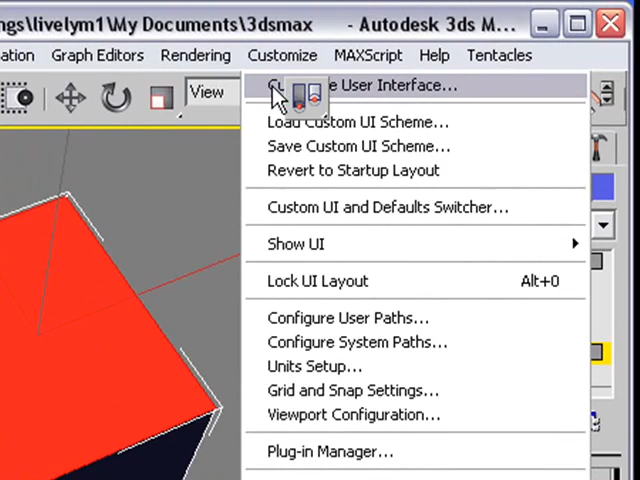 ngs\livelym1\My Documents\3dsmax - Autodesk 3ds M...
ation Graph Editors Rendering Customize MAXScript Help Tentacles
View
User Interface...
Load Custom UI Scheme...
Save Custom UI Scheme...
Revert to Startup Layout
Custom UI and Defaults Switcher...
Show UI
Lock UI Layout Alt+0
Configure User Paths...
Configure System Paths...
Units Setup...
Grid and Snap Settings...
Viewport Configuration...
Plug-in Manager...